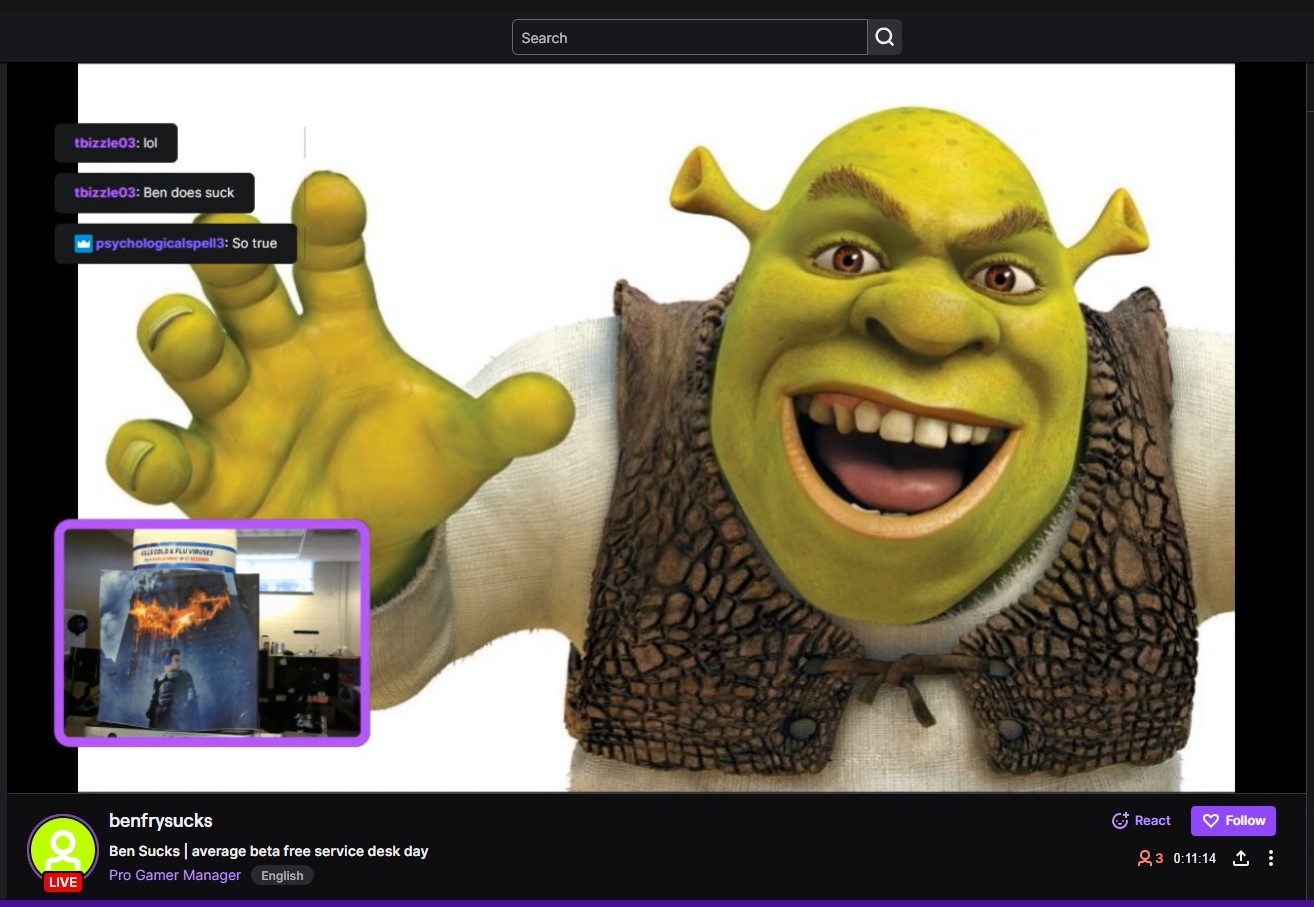 Search
tbizzle03: lol
tbizzle03: Ben does suck
psychologicalspell3: So true
KILLS COLD & FLU VIRUSES
benfrysucks
React
Follow
Ben Sucks | average beta free service desk day
3
0:11:14
Pro Gamer Manager
English
LIVE